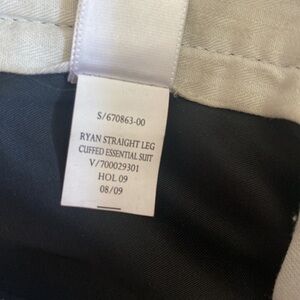 S/670863-00
RYAN STRAIGHT LEG
CUFFED ESSENTIAL SUIT
V/700029301
HOL 09
08/09